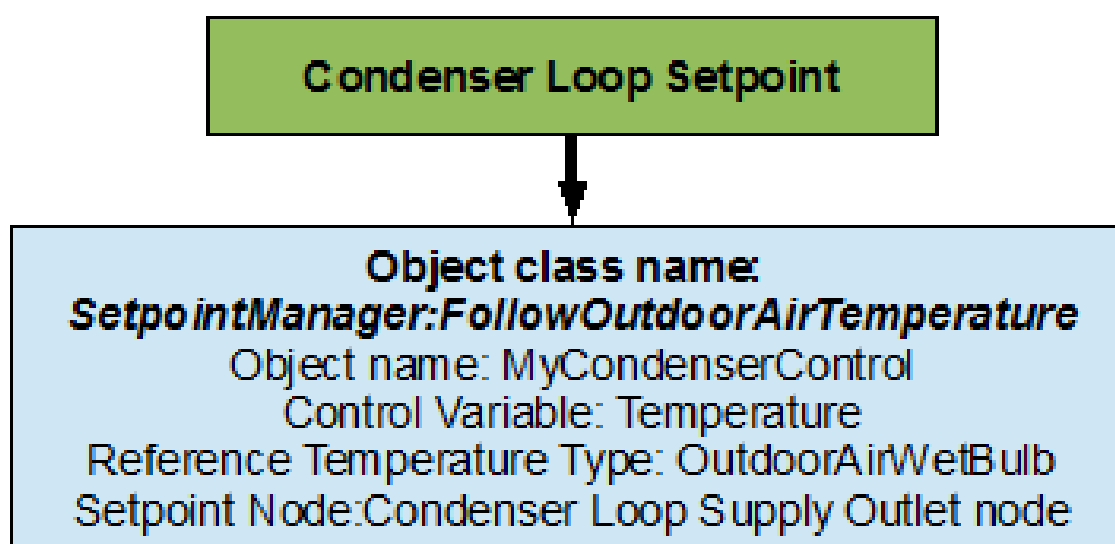 Condenser Loop Setpoint
Object class name:
SetpointManager:FollowOutdoorAirTemperature
Object name: MyCondenserControl
Control Variable: Temperature
Reference Temperature Type: OutdoorAirWetBulb
Setpoint Node:Condenser Loop Supply Outlet node